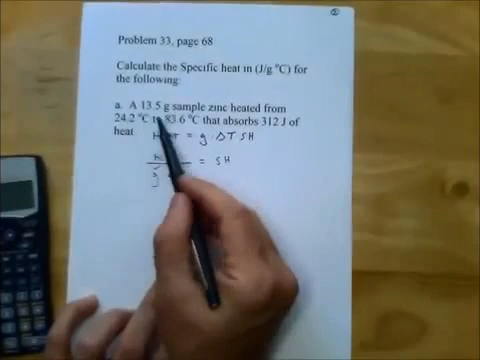 ②
Problem 33, page 68
Calculate the Specific heat in (J/g °C) for
the following:
a. A 13.5 g sample zinc heated from
24.2 °C to 83.6 °C that absorbs 312 J of
heat
= g · ΔT SH
= SH
g